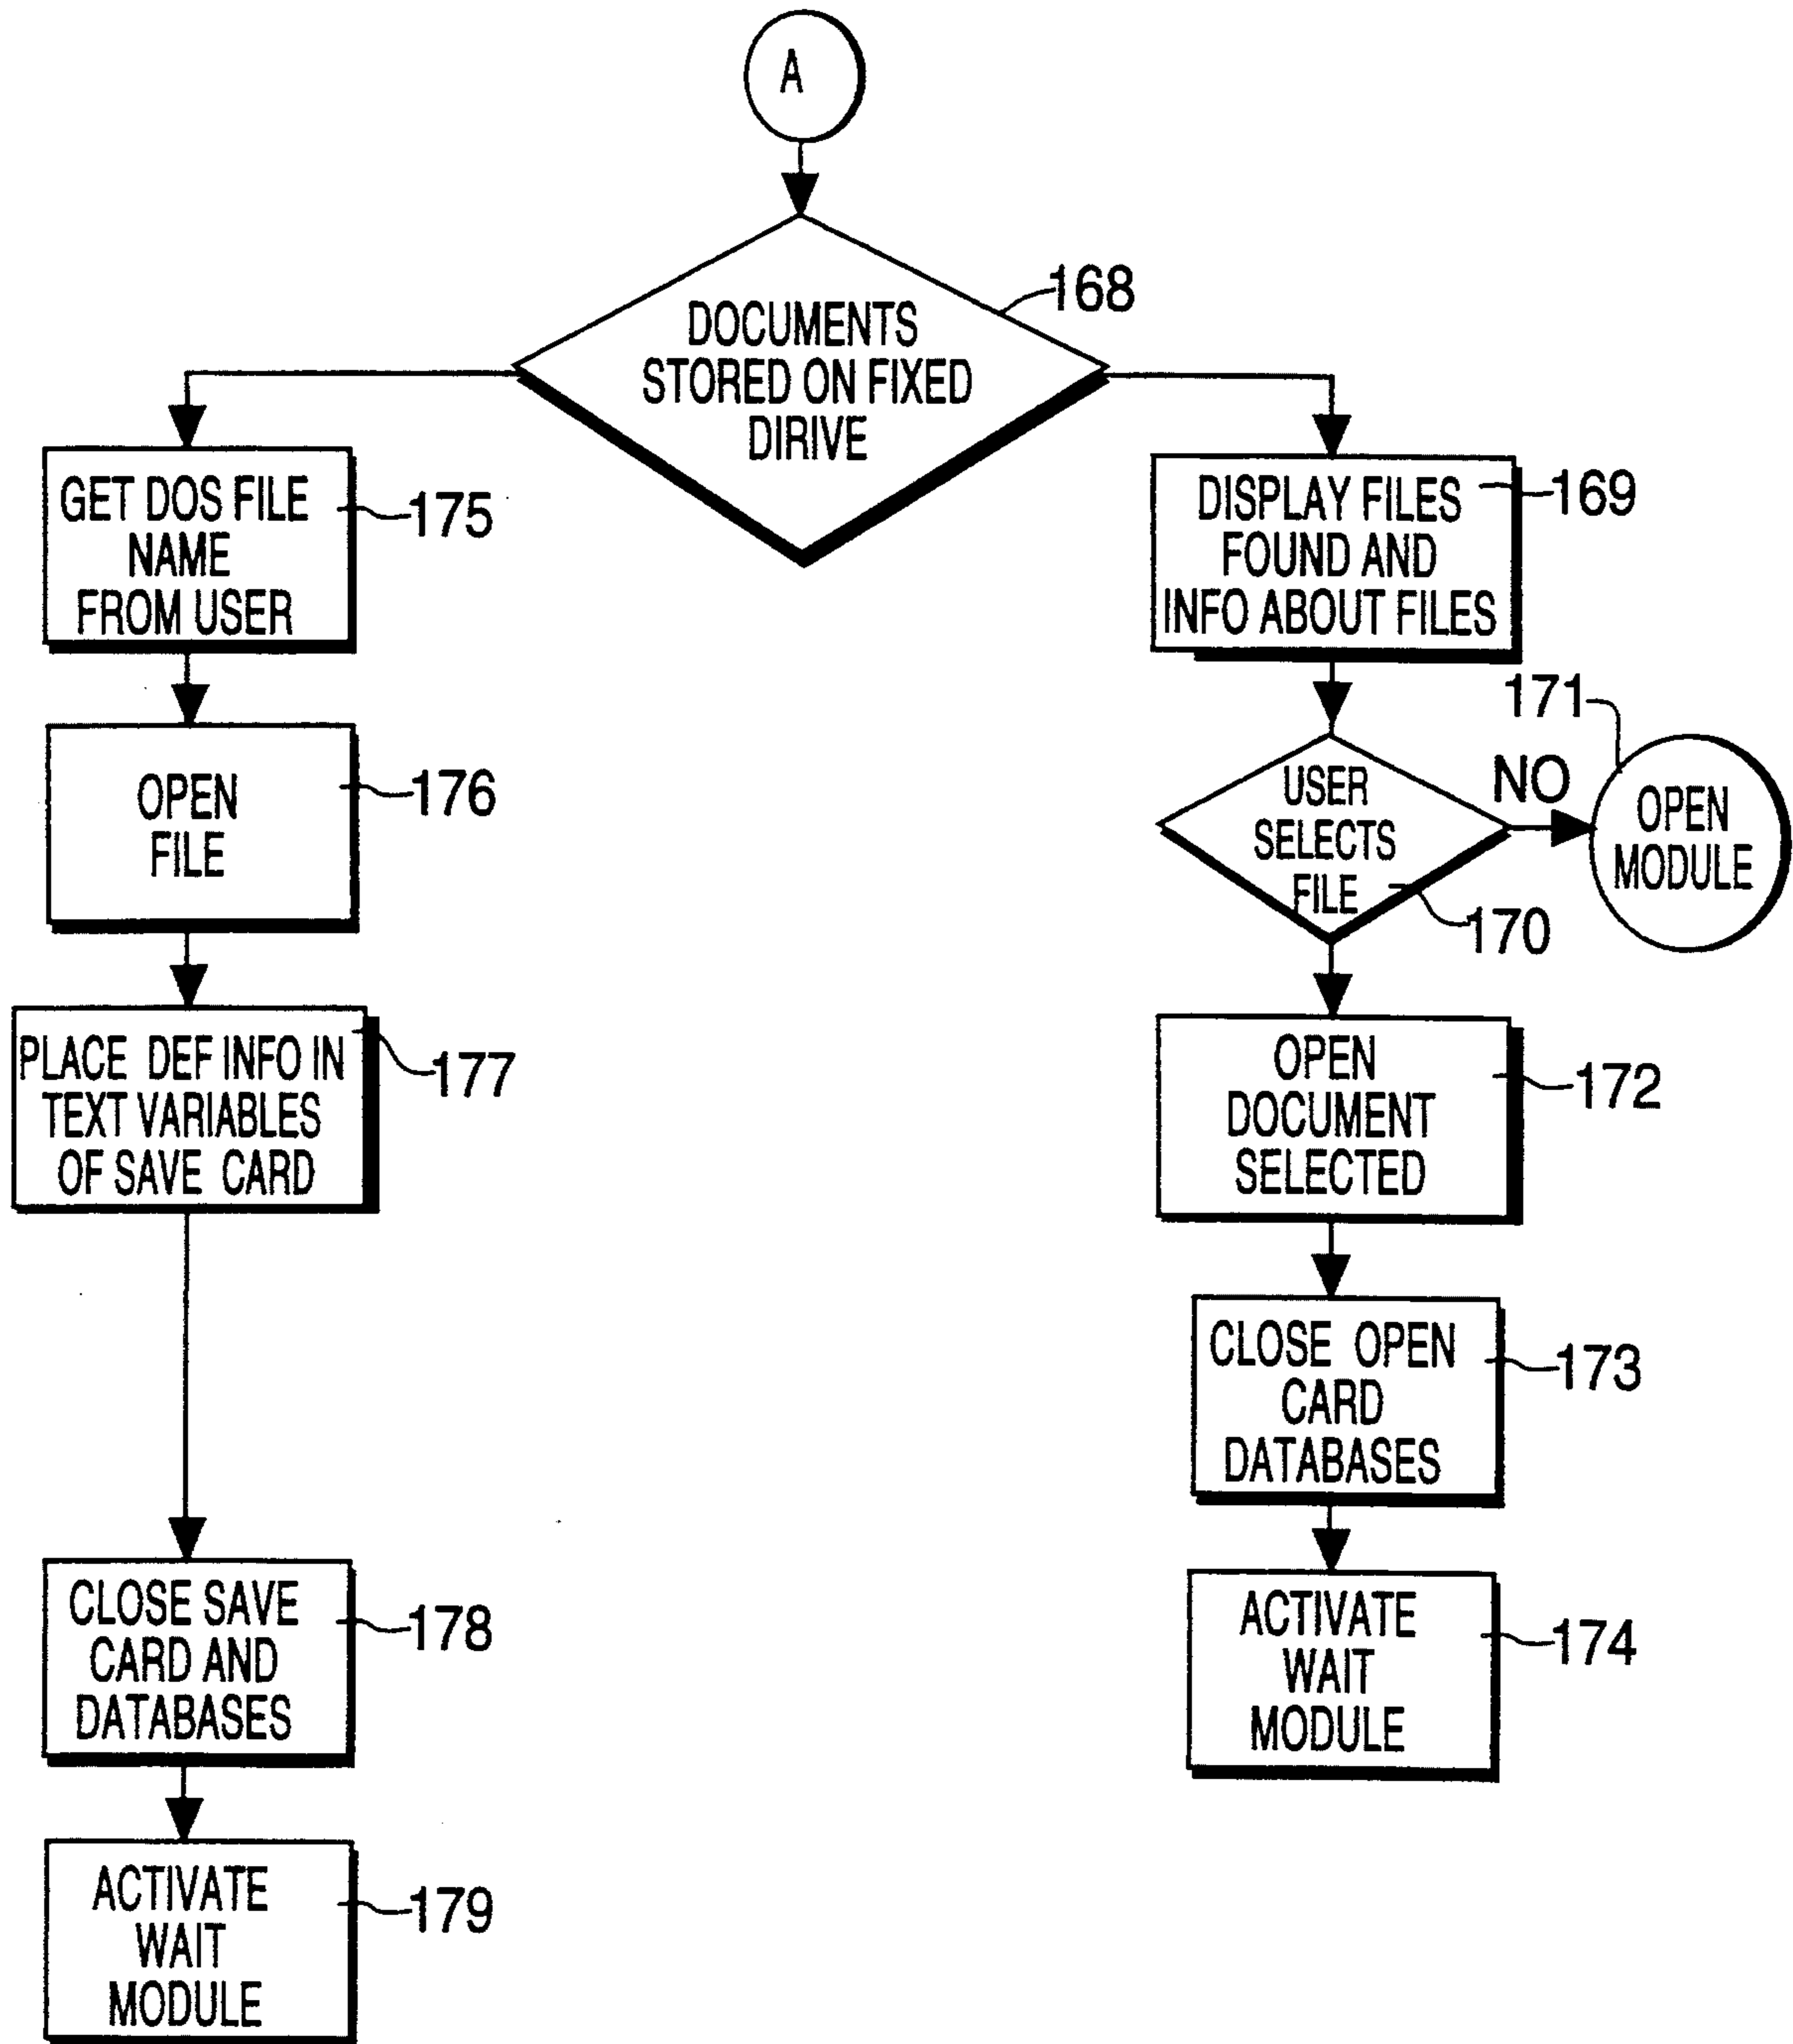 A
168
DOCUMENTS
STORED ON FIXED
DIRIVE
GET DOS FILE
NAME
FROM USER
175
DISPLAY FILES
FOUND AND
INFO ABOUT FILES
169
171
OPEN
FILE
176
USER
SELECTS
FILE
170
NO
OPEN
MODULE
PLACE DEF INFO IN
TEXT VARIABLES
OF SAVE CARD
177
OPEN
DOCUMENT
SELECTED
172
CLOSE OPEN
CARD
DATABASES
173
CLOSE SAVE
CARD AND
DATABASES
178
ACTIVATE
WAIT
MODULE
174
ACTIVATE
WAIT
MODULE
179